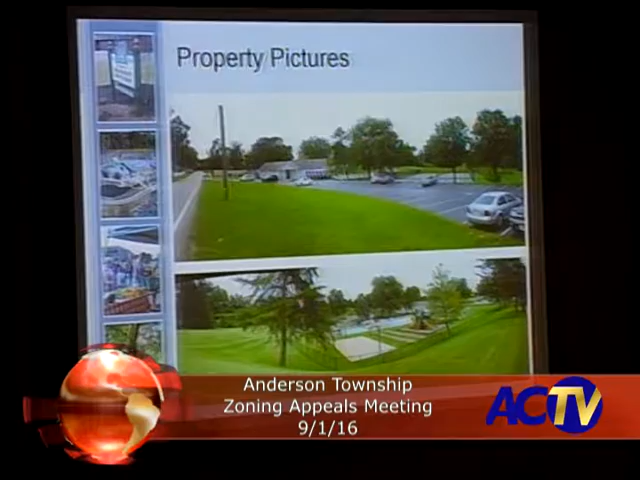 Property Pictures
Anderson Township
Zoning Appeals Meeting
9/1/16
ACTV